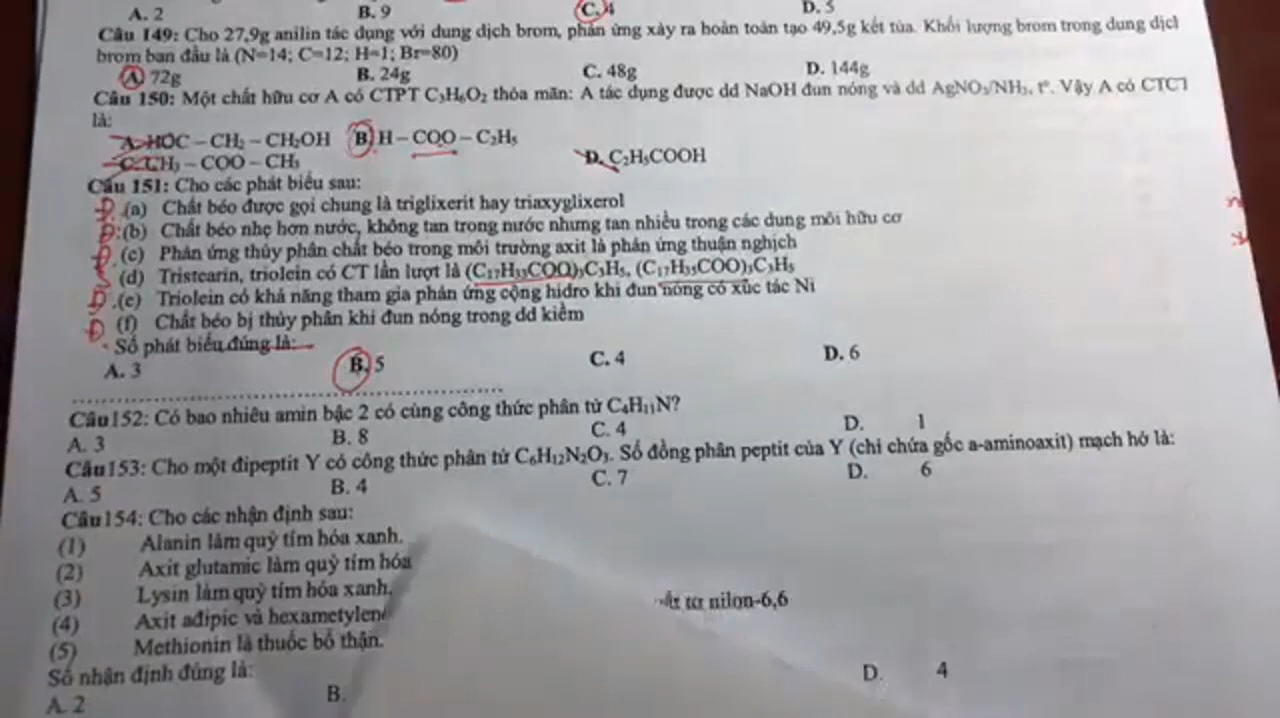 A. 2 B. 9 C. 4 D. 5
Câu 149: Cho 27,9g anilin tác dụng với dung dịch brom, phản ứng xảy ra hoàn toàn tạo 49,5g kết tủa. Khối lượng brom trong dung dịch
brom ban đầu là (N=14; C=12; H=1; Br=80)
A. 72g B. 24g C. 48g D. 144g
Câu 150: Một chất hữu cơ A có CTPT C₃H₆O₂ thỏa mãn: A tác dụng được dd NaOH đun nóng và dd AgNO₃/NH₃, t°. Vậy A có CTCT
là:
A. HOC – CH₂ – CH₂OH B. H – COO – C₂H₅
C. CH₃ – COO – CH₃ D. C₂H₅COOH
Câu 151: Cho các phát biểu sau:
Đ (a) Chất béo được gọi chung là triglixerit hay triaxyglixerol
Đ (b) Chất béo nhẹ hơn nước, không tan trong nước nhưng tan nhiều trong các dung môi hữu cơ
Đ (c) Phản ứng thủy phân chất béo trong môi trường axit là phản ứng thuận nghịch
(d) Tristearin, triolein có CT lần lượt là (C₁₇H₃₃COO)₃C₃H₅, (C₁₇H₃₅COO)₃C₃H₅
Đ (e) Triolein có khả năng tham gia phản ứng cộng hidro khi đun nóng có xúc tác Ni
Đ (f) Chất béo bị thủy phân khi đun nóng trong dd kiềm
Số phát biểu đúng là:
A. 3 B. 5 C. 4 D. 6
Câu152: Có bao nhiêu amin bậc 2 có cùng công thức phân tử C₄H₁₁N?
A. 3 B. 8 C. 4 D. 1
Câu153: Cho một đipeptit Y có công thức phân tử C₆H₁₂N₂O₃. Số đồng phân peptit của Y (chỉ chứa gốc a-aminoaxit) mạch hở là:
A. 5 B. 4 C. 7 D. 6
Câu154: Cho các nhận định sau:
(1) Alanin làm quỳ tím hóa xanh.
(2) Axit glutamic làm quỳ tím hóa
(3) Lysin làm quỳ tím hóa xanh.
(4) Axit ađipic và hexametylen tơ nilon-6,6
(5) Methionin là thuốc bổ thận.
Số nhận định đúng là:
A. 2 B. D. 4